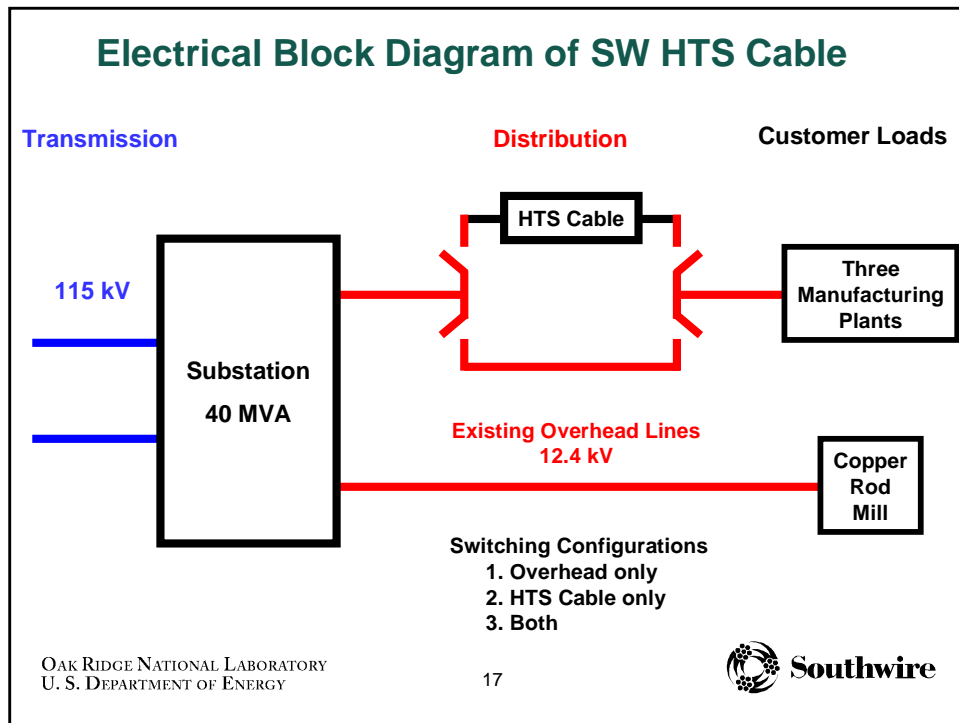 Electrical Block Diagram of SW HTS Cable
Transmission
Distribution
Customer Loads
HTS Cable
115 kV
Three
Manufacturing
Plants
Substation
40 MVA
Existing Overhead Lines
12.4 kV
Copper
Rod
Mill
Switching Configurations
1. Overhead only
2. HTS Cable only
3. Both
OAK RIDGE NATIONAL LABORATORY
U. S. DEPARTMENT OF ENERGY
17
Southwire